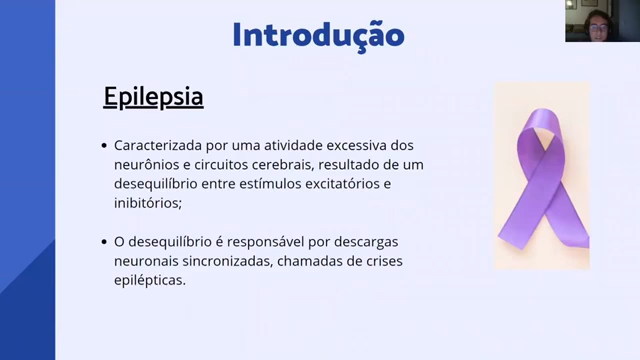 Introdução
Epilepsia
• Caracterizada por uma atividade excessiva dos
neurônios e circuitos cerebrais, resultado de um
desequilíbrio entre estímulos excitatórios e
inibitórios;
• O desequilíbrio é responsável por descargas
neuronais sincronizadas, chamadas de crises
epilépticas.